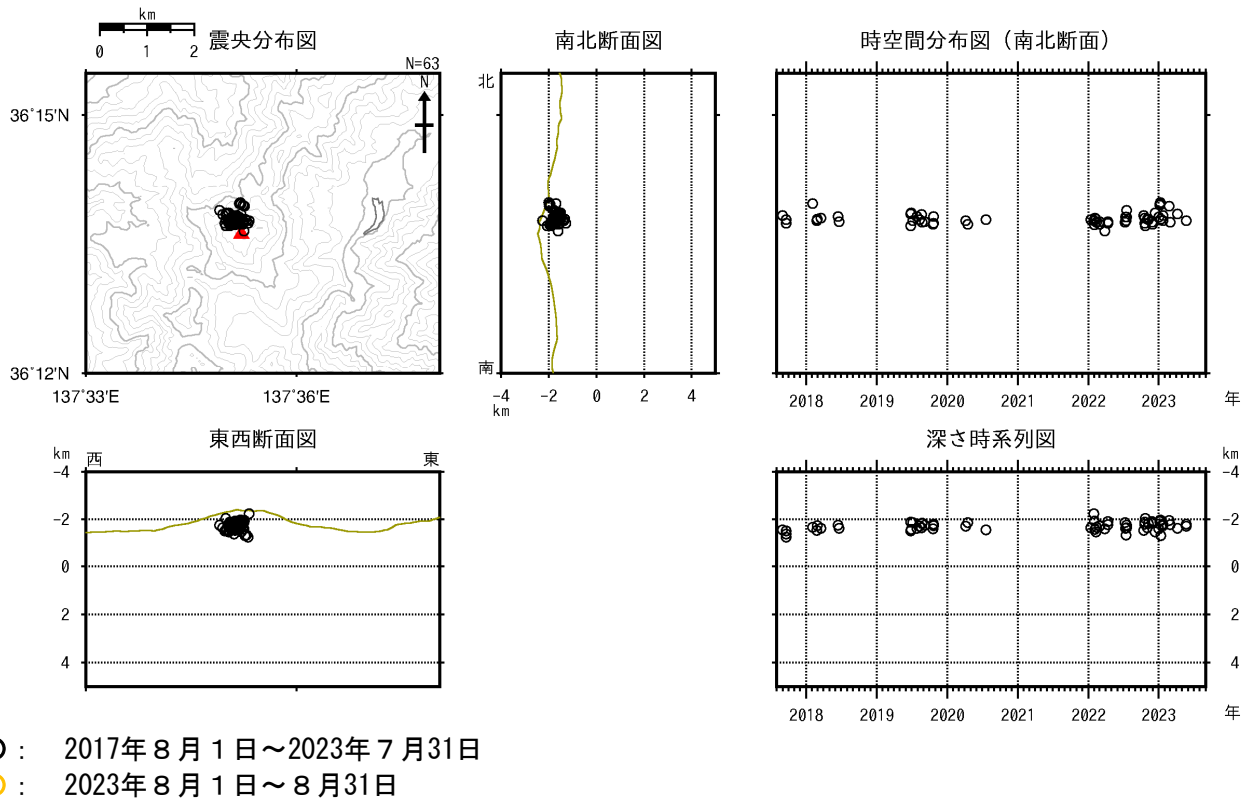 km
0 1 2
震央分布図
N=63
N
36°15'N
36°12'N
137°33'E 137°36'E
南北断面図
北
南
-4 -2 0 2 4
km
時空間分布図（南北断面）
2018 2019 2020 2021 2022 2023 年
東西断面図
km
西 東
-4
-2
0
2
4
深さ時系列図
km
-4
-2
0
2
4
2018 2019 2020 2021 2022 2023 年
： 2017年８月１日～2023年７月31日
： 2023年８月１日～８月31日